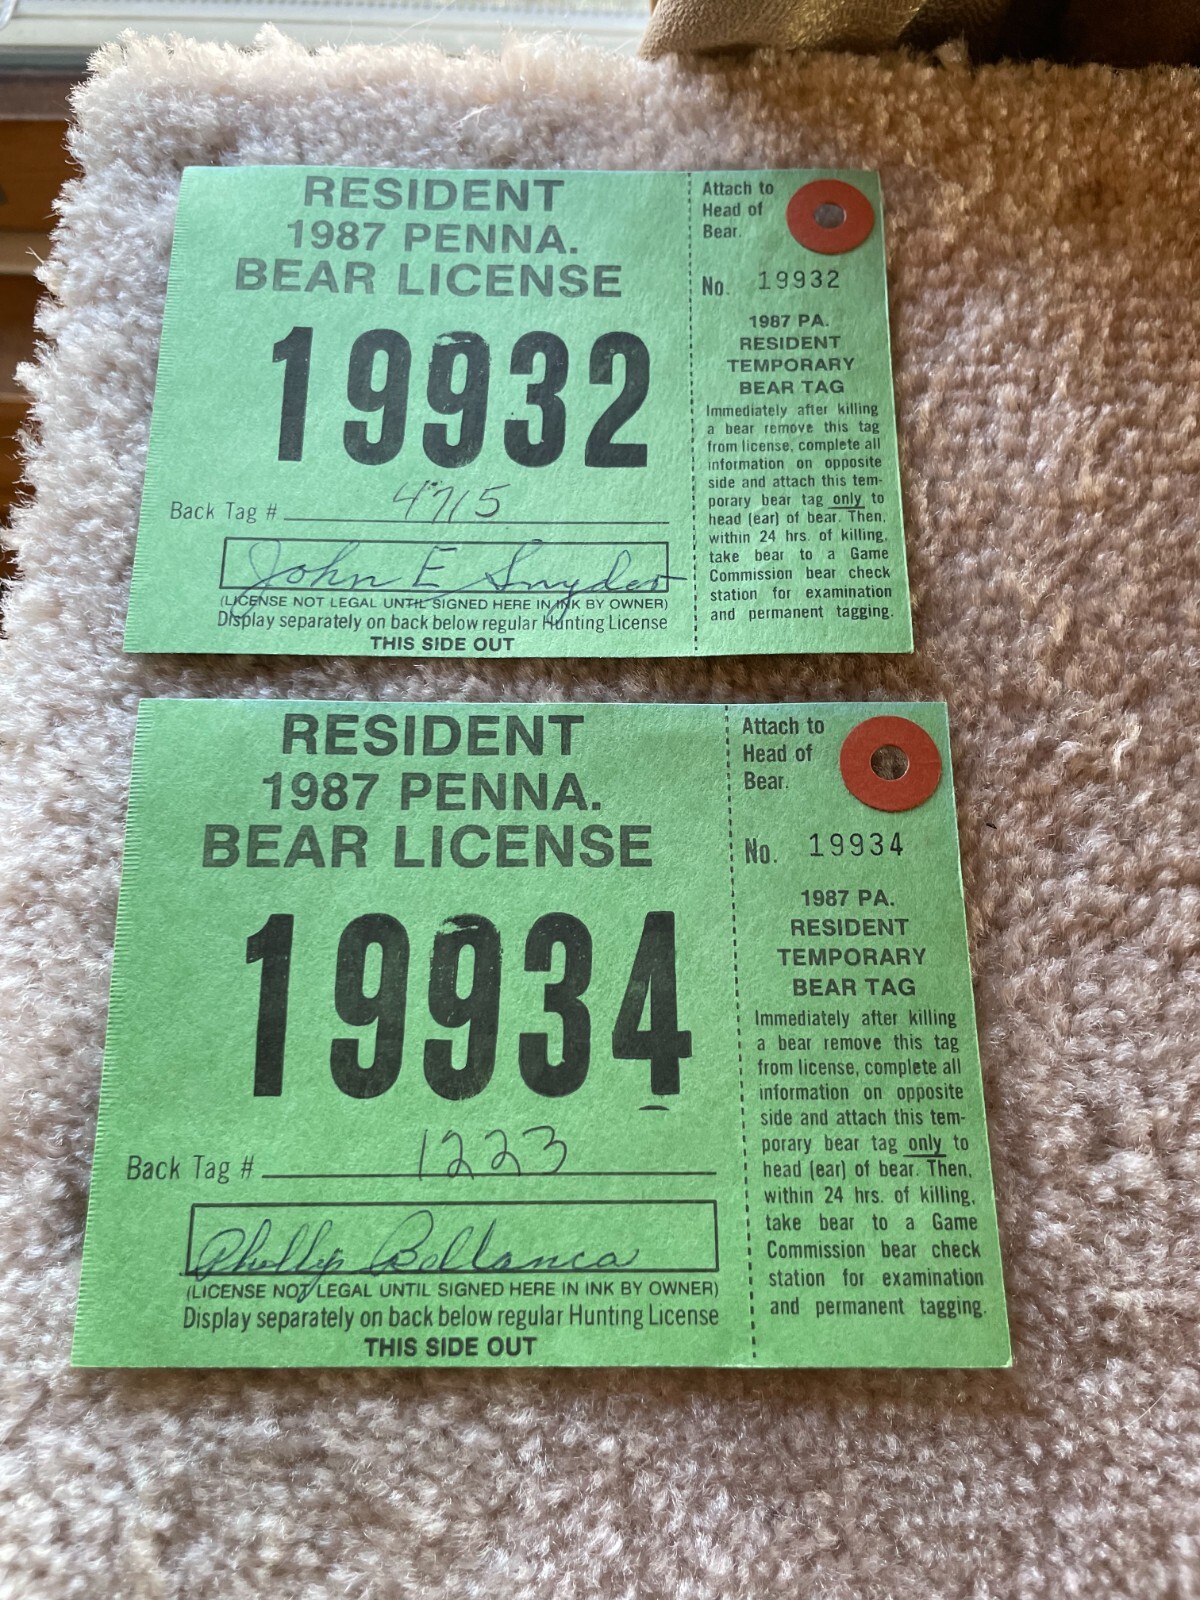 RESIDENT
1987 PENNA.
BEAR LICENSE
19932
Back Tag # 4715
John E Snyder
(LICENSE NOT LEGAL UNTIL SIGNED HERE IN INK BY OWNER)
Display separately on back below regular Hunting License
THIS SIDE OUT
Attach to
Head of
Bear.
No. 19932
1987 PA.
RESIDENT
TEMPORARY
BEAR TAG
Immediately after killing
a bear remove this tag
from license, complete all
information on opposite
side and attach this tem-
porary bear tag only to
head (ear) of bear. Then,
within 24 hrs. of killing,
take bear to a Game
Commission bear check
station for examination
and permanent tagging.
RESIDENT
1987 PENNA.
BEAR LICENSE
19934
Back Tag # 1223
Bellanca
(LICENSE NOT LEGAL UNTIL SIGNED HERE IN INK BY OWNER)
Display separately on back below regular Hunting License
THIS SIDE OUT
Attach to
Head of
Bear.
No. 19934
1987 PA.
RESIDENT
TEMPORARY
BEAR TAG
Immediately after killing
a bear remove this tag
from license, complete all
information on opposite
side and attach this tem-
porary bear tag only to
head (ear) of bear. Then,
within 24 hrs. of killing,
take bear to a Game
Commission bear check
station for examination
and permanent tagging.